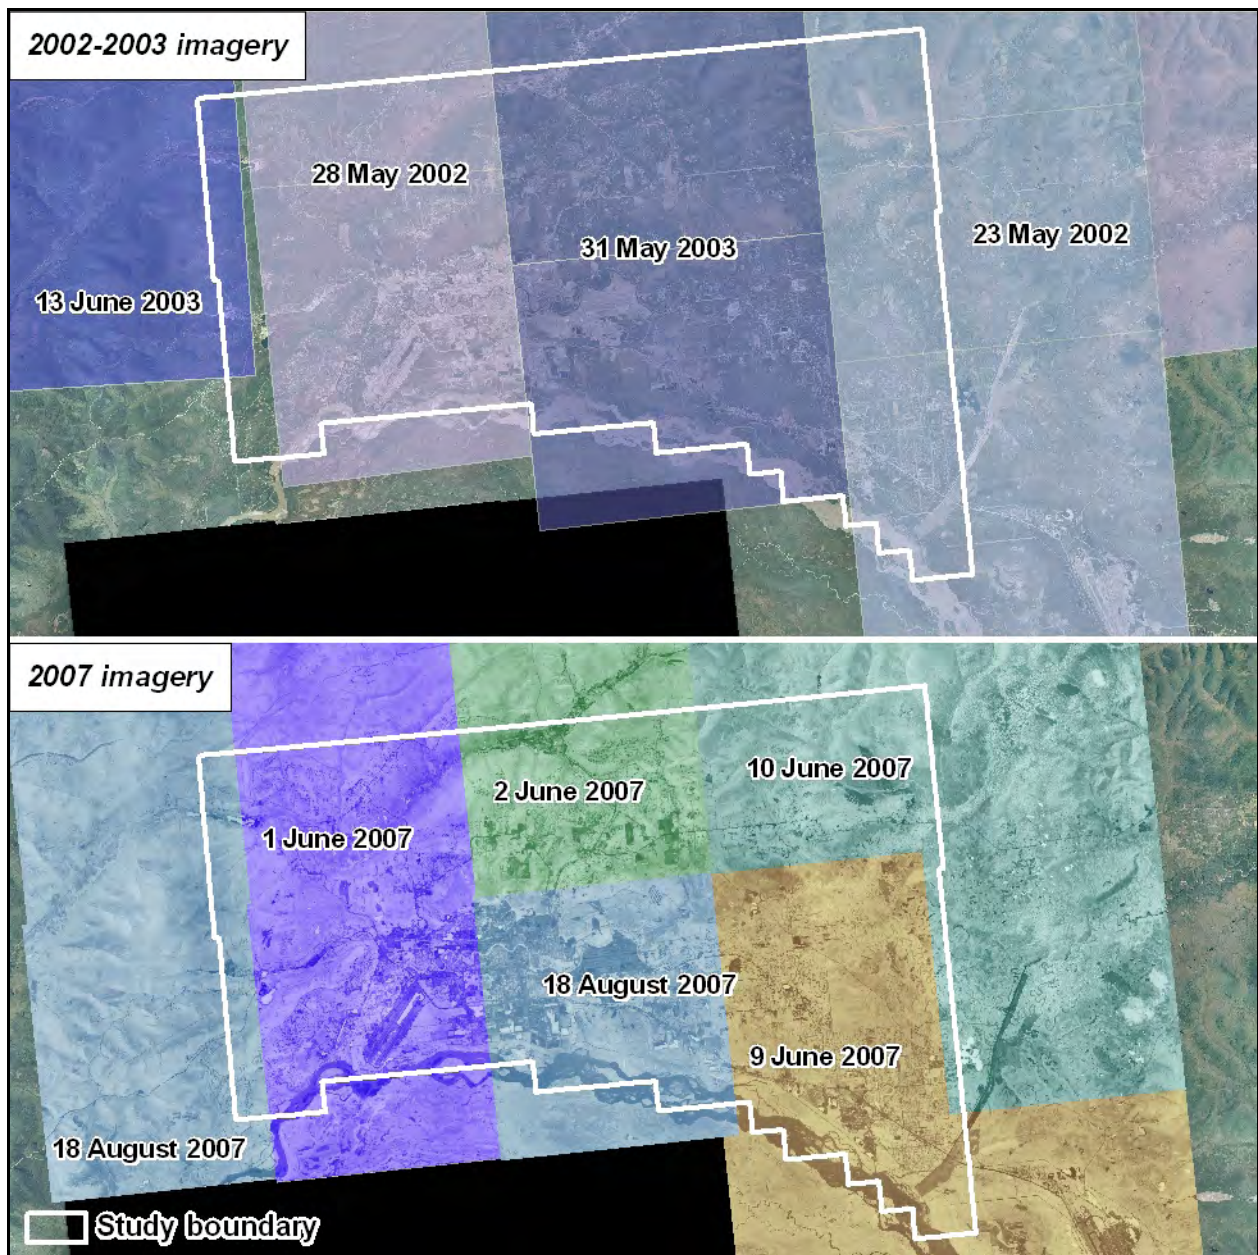 2002-2003 imagery
28 May 2002
31 May 2003
23 May 2002
13 June 2003
2007 imagery
10 June 2007
2 June 2007
1 June 2007
18 August 2007
9 June 2007
18 August 2007
Study boundary